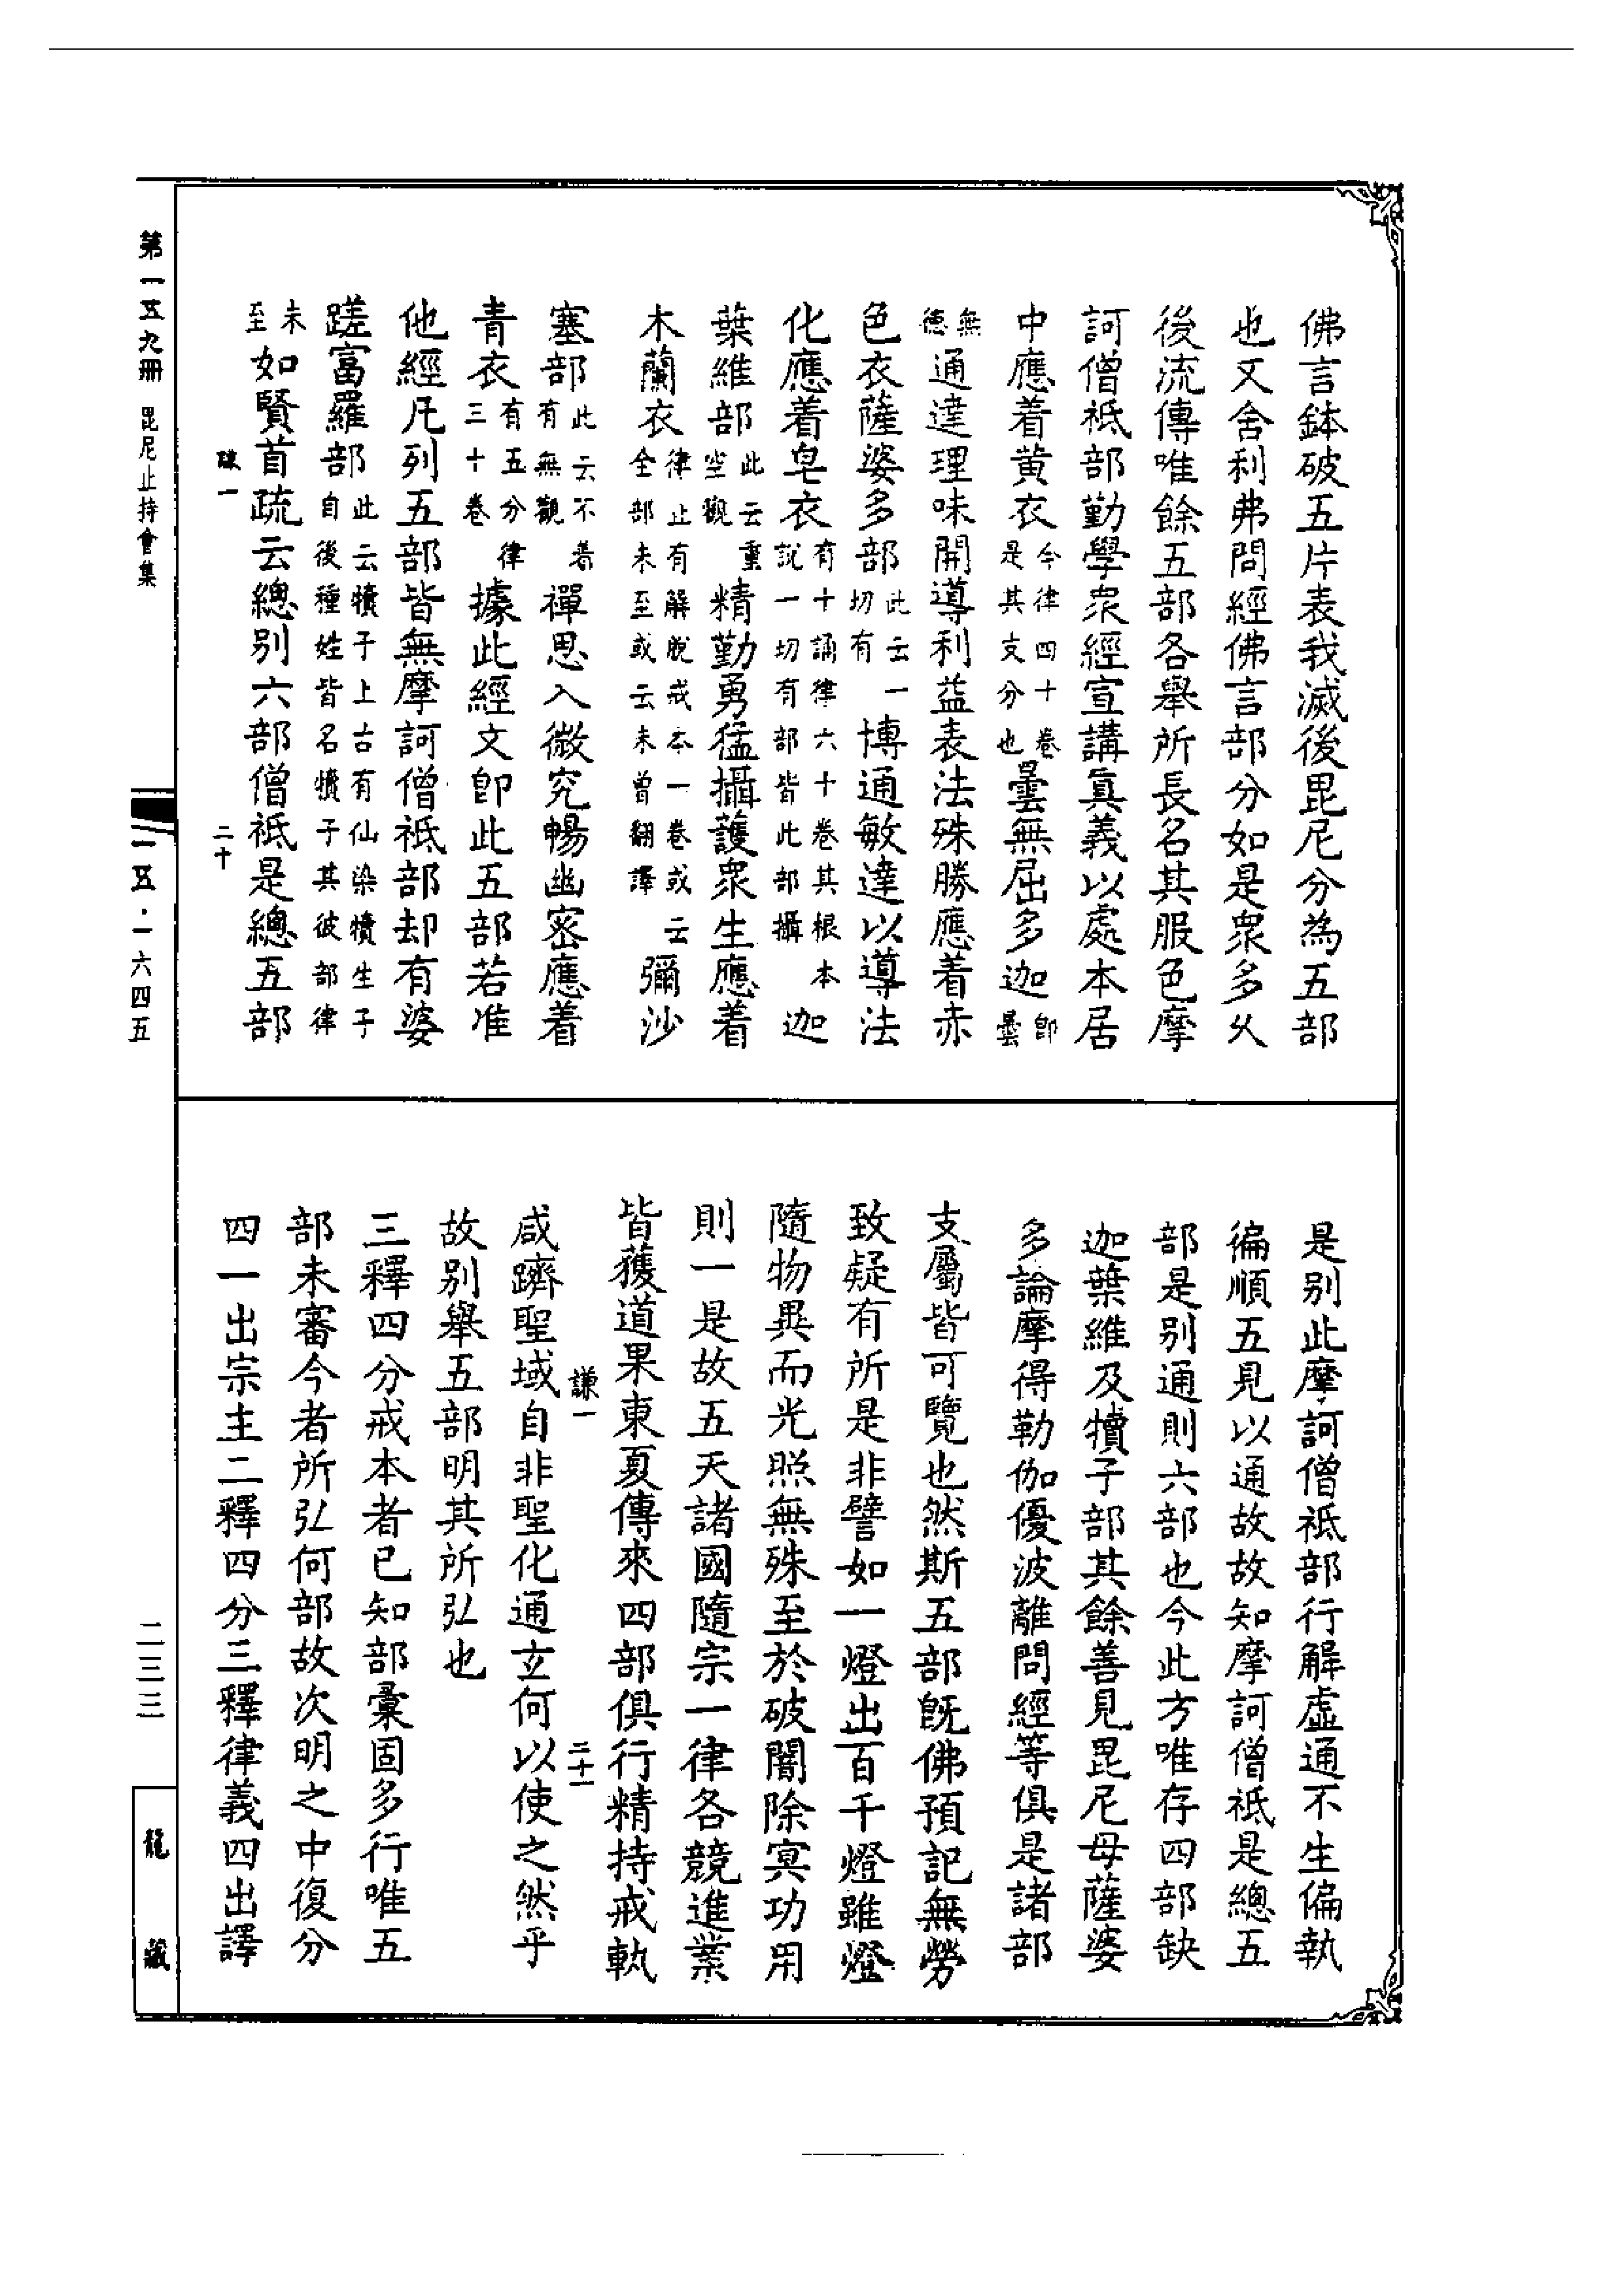 佛言鉢破五片表我滅後毘尼分為五部
也又舍利弗問經佛言部分如是衆多久
後流傳唯餘五部各舉所長名其服色摩
訶僧祇部勤學衆經宣講真義以處本居
中應着黃衣今律四十卷是其支分也曇無屈多迦即曇
無德通達理味開導利益表法殊勝應着赤
色衣薩婆多部此云一切有博通敏達以導法
化應着皂衣有十誦律六十卷其根本說一切有部皆此部攝迦
葉維部此云重空觀精勤勇猛攝護衆生應着
木蘭衣律止有解脫戒本一卷或云全部未至或云未曾翻譯彌沙
塞部此云不着有無觀禪思入微究暢幽密應着
青衣有五分律三十卷據此經文即此五部若准
他經凡列五部皆無摩訶僧祇部却有婆
蹉富羅部此云犢子上古有仙染犢生子自後種姓皆名犢子其彼部律
未至如賢首疏云總別六部僧祇是總五部
謙一
二十
是別此摩訶僧祇部行解虛通不生偏執
徧順五見以通故故知摩訶僧祇是總五
部是別通則六部也今此方唯存四部缺
迦葉維及犢子部其餘善見毘尼母薩婆
多論摩得勒伽優波離問經等俱是諸部
支屬皆可覽也然斯五部既佛預記無勞
致疑有所是非譬如一燈出百千燈雖燈
隨物異而光照無殊至於破闇除冥功用
則一是故五天諸國隨宗一律各競進業
皆獲道果東夏傳來四部俱行精持戒軌
謙一
二十一
咸躋聖域自非聖化通玄何以使之然乎
故別舉五部明其所弘也
三釋四分戒本者已知部彙固多行唯五
部未審今者所弘何部故次明之中復分
四一出宗主二釋四分三釋律義四出譯
第一五九冊 毘尼止持會集
一五·一六四五
二三三
龍藏